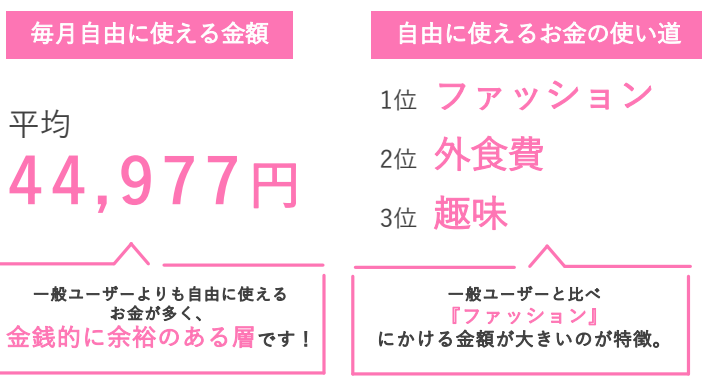 毎月自由に使える金額
平均
44,977円
一般ユーザーよりも自由に使える
お金が多く、
金銭的に余裕のある層です！
自由に使えるお金の使い道
1位 ファッション
2位 外食費
3位 趣味
一般ユーザーと比べ
『ファッション』
にかける金額が大きいのが特徴。